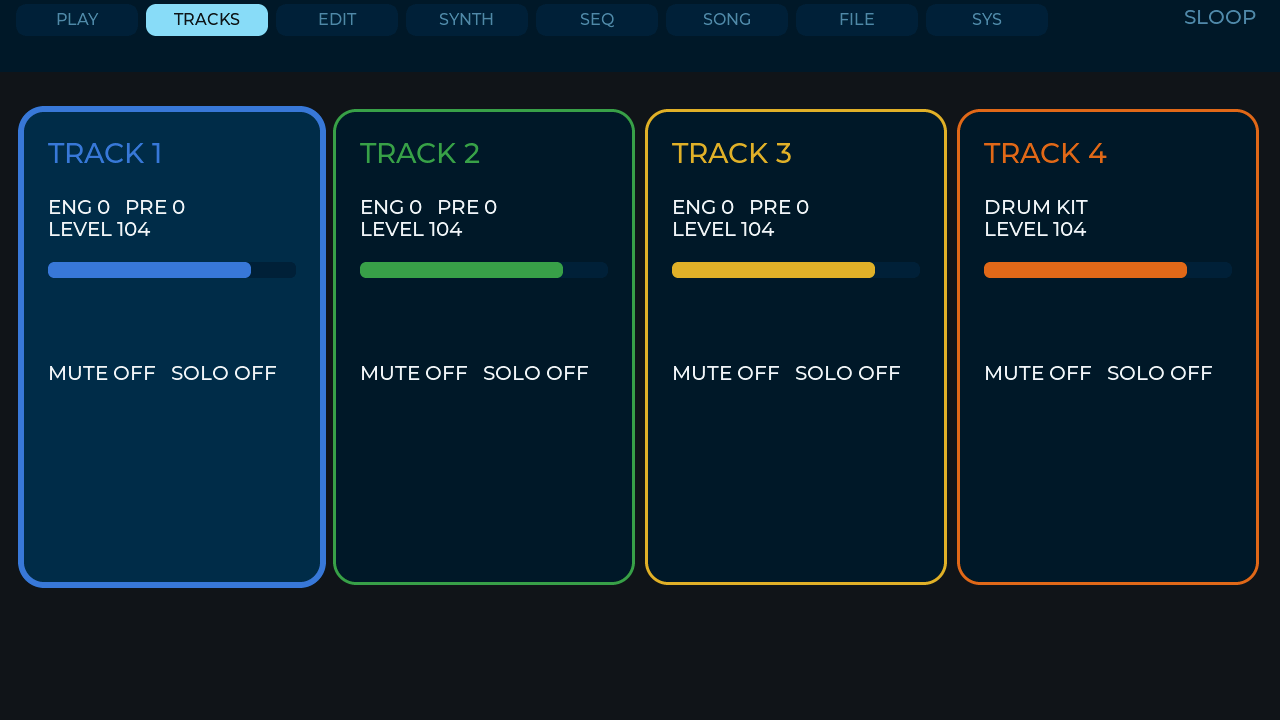 PLAY TRACKS EDIT SYNTH SEQ SONG FILE SYS SLOOP
TRACK 1
ENG 0 PRE 0
LEVEL 104
MUTE OFF SOLO OFF
TRACK 2
ENG 0 PRE 0
LEVEL 104
MUTE OFF SOLO OFF
TRACK 3
ENG 0 PRE 0
LEVEL 104
MUTE OFF SOLO OFF
TRACK 4
DRUM KIT
LEVEL 104
MUTE OFF SOLO OFF